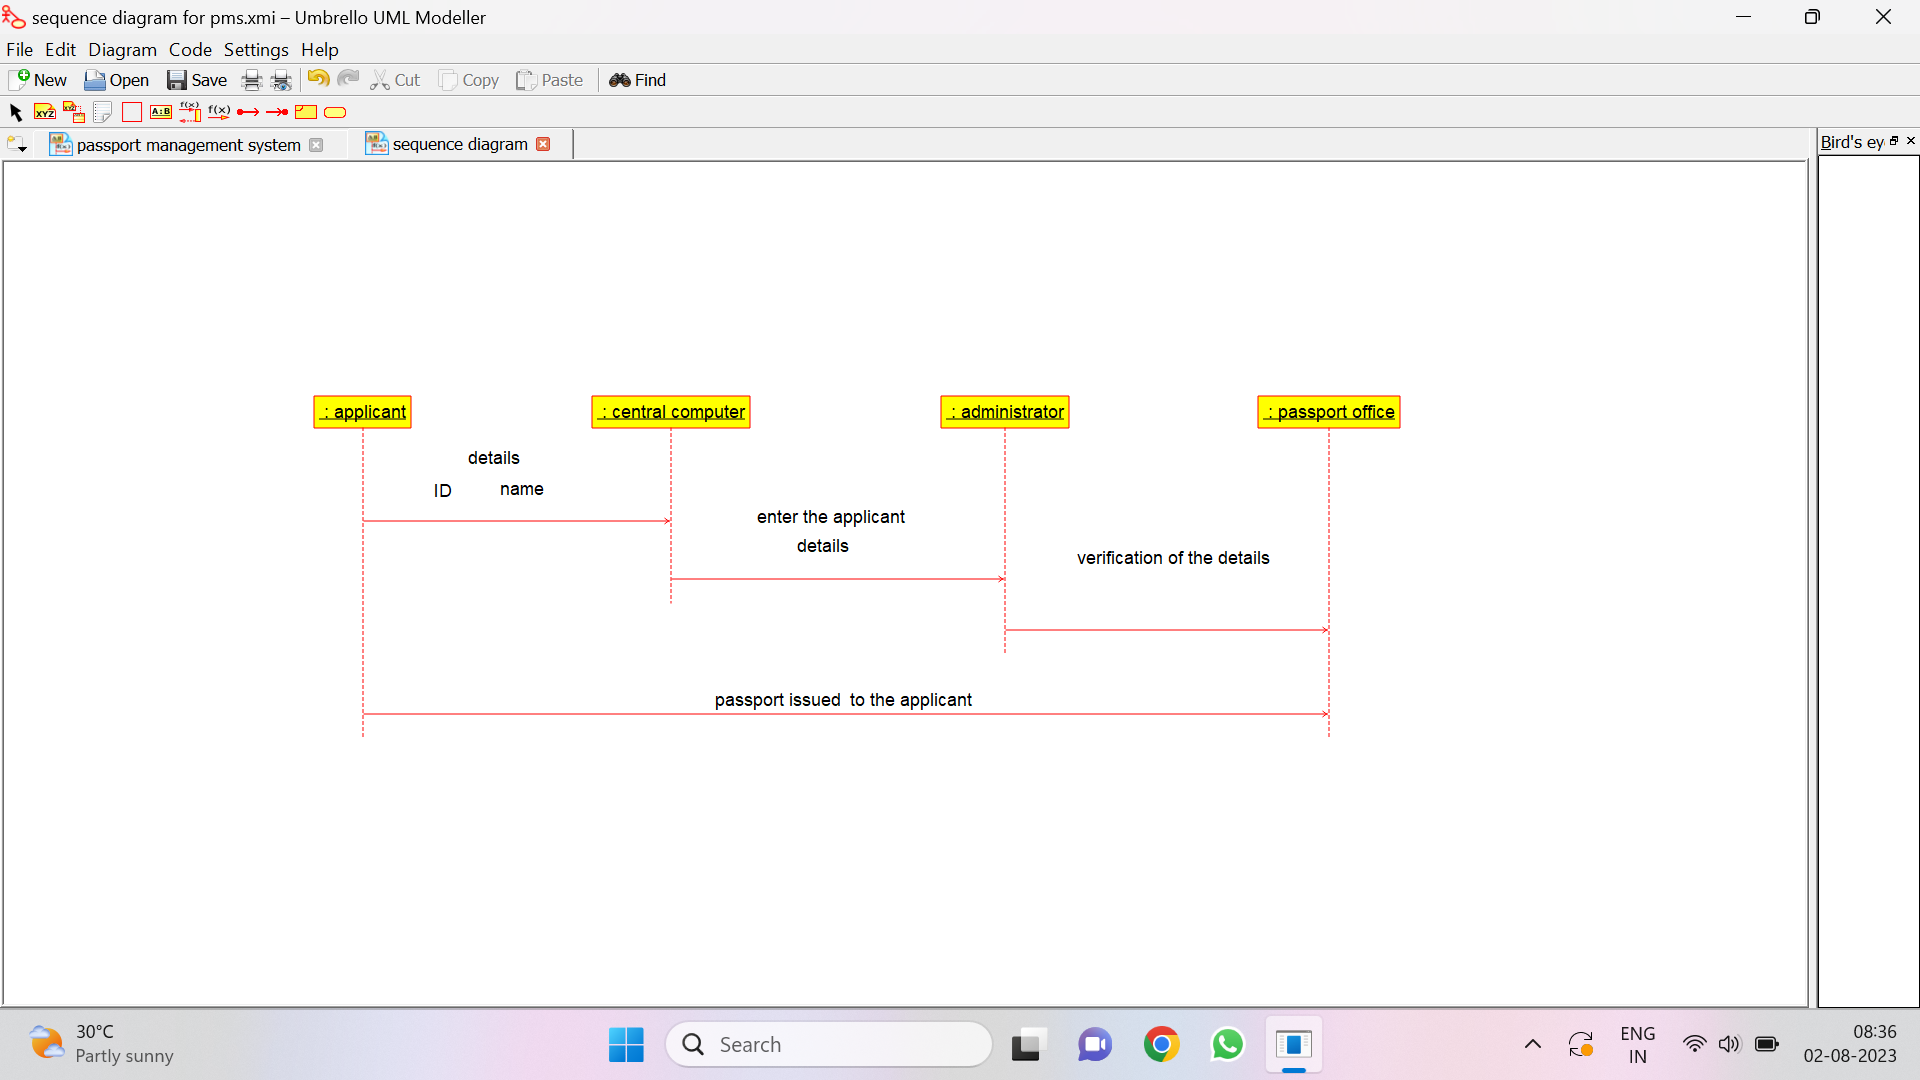 sequence diagram for pms.xmi – Umbrello UML Modeller
File Edit Diagram Code Settings Help
New Open Save Cut Copy Paste Find
XYZ XYZ A:B f(x) f(x)
passport management system sequence diagram
Bird's ey
: applicant : central computer : administrator : passport office
details
ID name
enter the applicant
details
verification of the details
passport issued  to the applicant
30°C
Partly sunny
Search
ENG
IN
08:36
02-08-2023